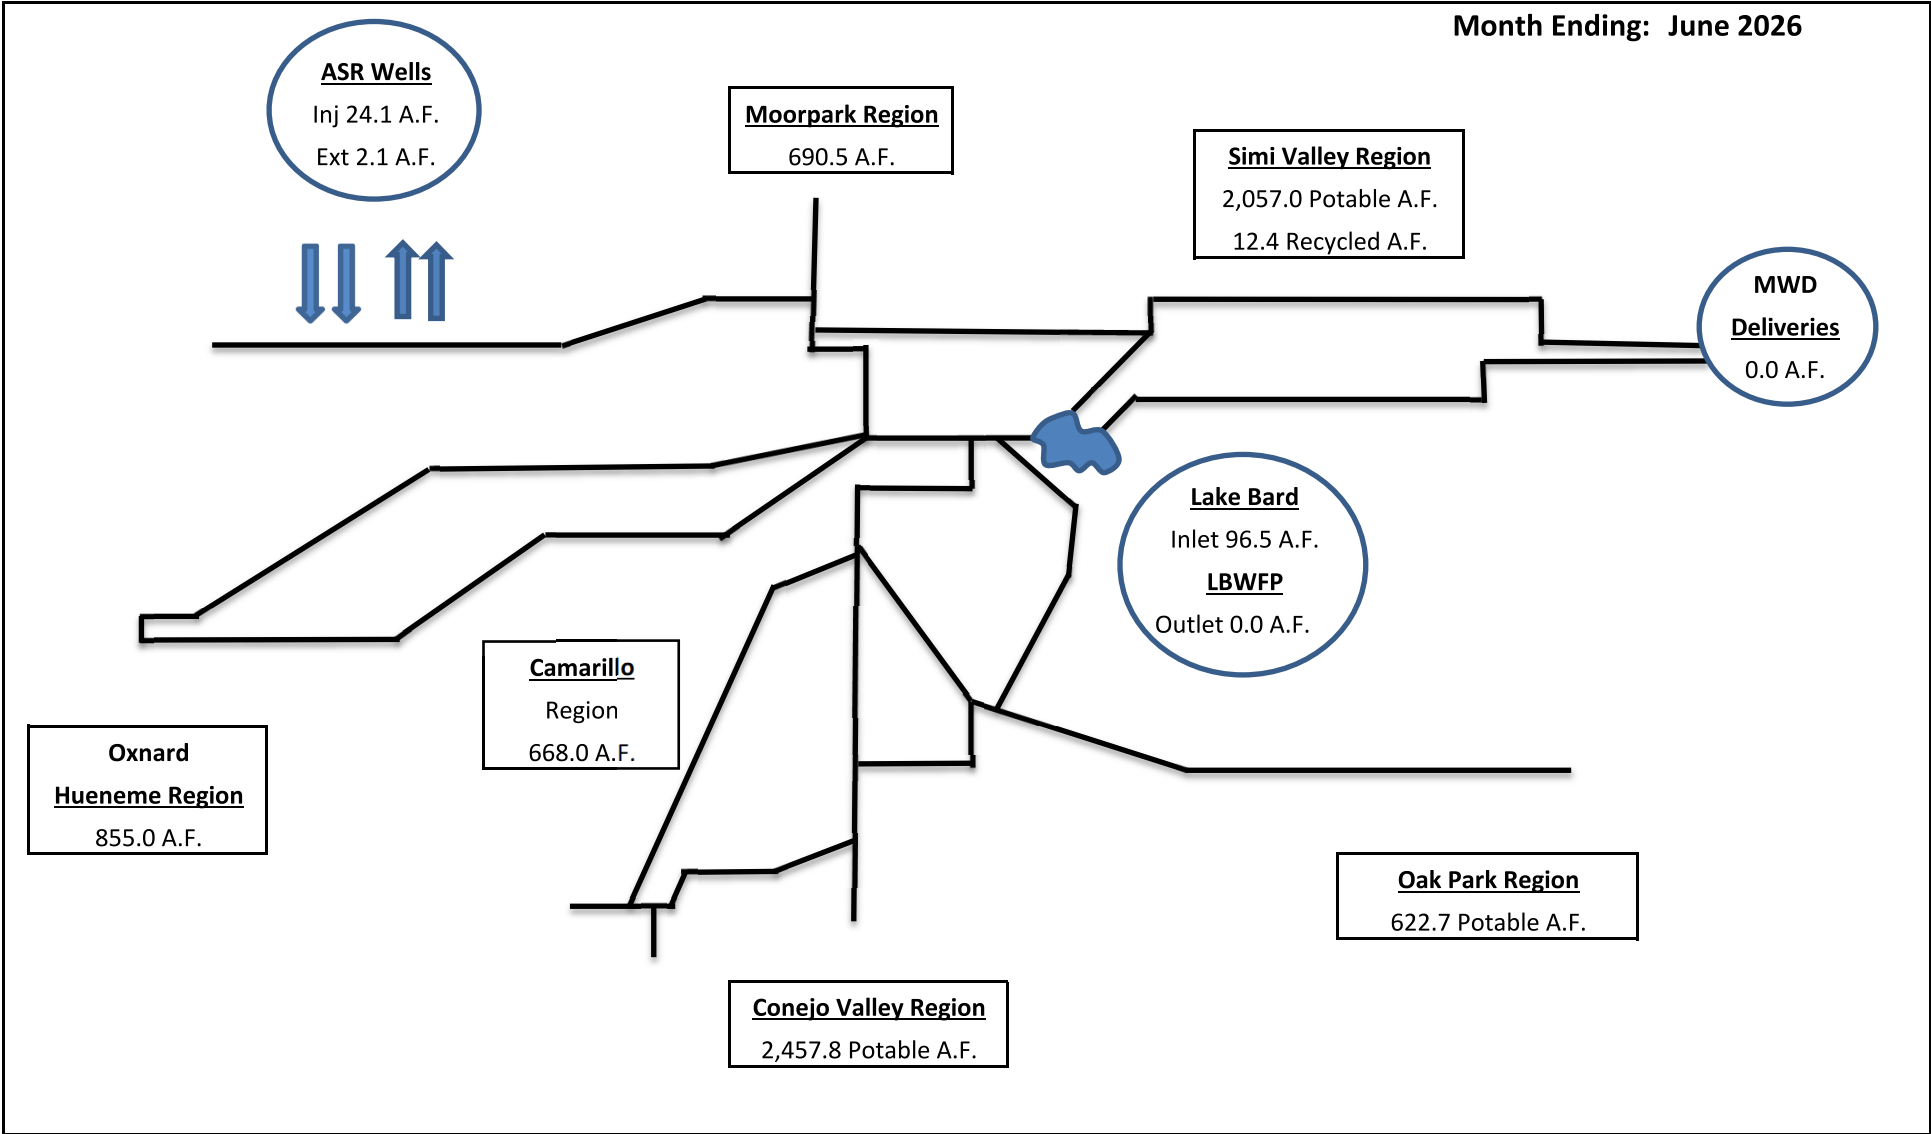 Month Ending: June 2026
ASR Wells
Inj 24.1 A.F.
Ext 2.1 A.F.
Moorpark Region
690.5 A.F.
Simi Valley Region
2,057.0 Potable A.F.
12.4 Recycled A.F.
MWD
Deliveries
0.0 A.F.
Lake Bard
Inlet 96.5 A.F.
LBWFP
Outlet 0.0 A.F.
Camarillo
Region
668.0 A.F.
Oxnard
Hueneme Region
855.0 A.F.
Oak Park Region
622.7 Potable A.F.
Conejo Valley Region
2,457.8 Potable A.F.